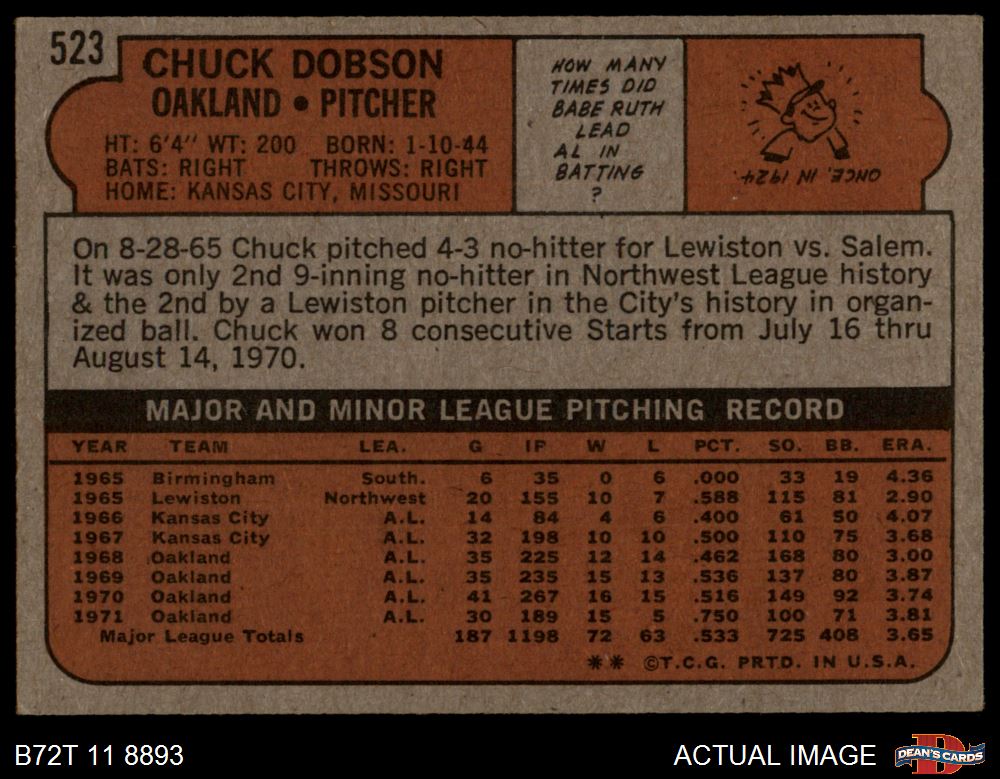 523
CHUCK DOBSON
OAKLAND • PITCHER
HT: 6'4" WT: 200 BORN: 1-10-44
BATS: RIGHT THROWS: RIGHT
HOME: KANSAS CITY, MISSOURI
HOW MANY
TIMES DID
BABE RUTH
LEAD
AL IN
BATTING
?
ONCE, IN 1924.
On 8-28-65 Chuck pitched 4-3 no-hitter for Lewiston vs. Salem.
It was only 2nd 9-inning no-hitter in Northwest League history
& the 2nd by a Lewiston pitcher in the City's history in organ-
ized ball. Chuck won 8 consecutive Starts from July 16 thru
August 14, 1970.
MAJOR AND MINOR LEAGUE PITCHING RECORD
YEAR TEAM LEA. G IP W L PCT. SO. BB. ERA.
1965 Birmingham South. 6 35 0 6 .000 33 19 4.36
1965 Lewiston Northwest 20 155 10 7 .588 115 81 2.90
1966 Kansas City A.L. 14 84 4 6 .400 61 50 4.07
1967 Kansas City A.L. 32 198 10 10 .500 110 75 3.68
1968 Oakland A.L. 35 225 12 14 .462 168 80 3.00
1969 Oakland A.L. 35 235 15 13 .536 137 80 3.87
1970 Oakland A.L. 41 267 16 15 .516 149 92 3.74
1971 Oakland A.L. 30 189 15 5 .750 100 71 3.81
Major League Totals 187 1198 72 63 .533 725 408 3.65
** ©T.C.G. PRTD. IN U.S.A.
B72T 11 8893
ACTUAL IMAGE
D
DEAN'S CARDS